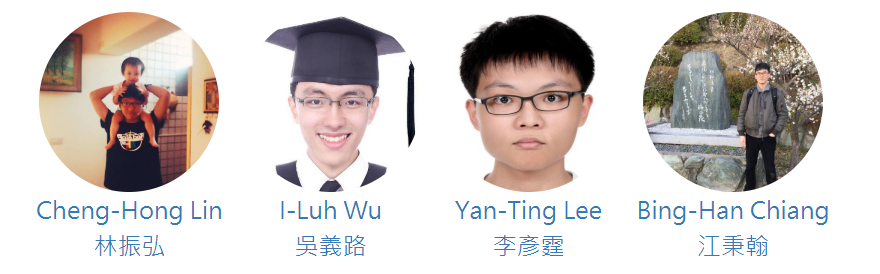 Cheng-Hong Lin
林振弘
I-Luh Wu
吳義路
Yan-Ting Lee
李彥霆
Bing-Han Chiang
江秉翰